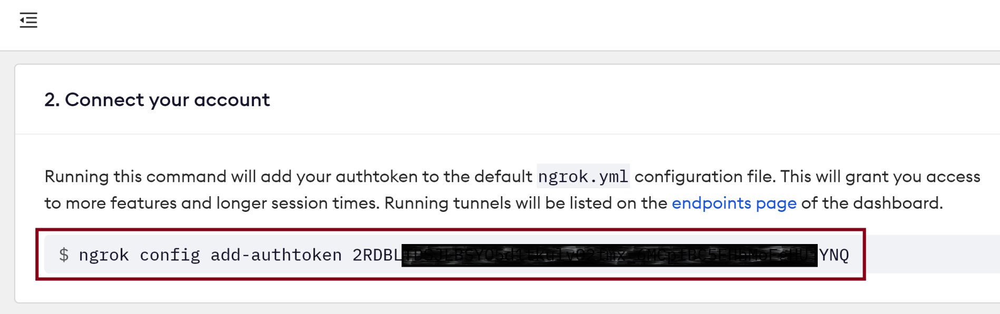 2. Connect your account
Running this command will add your authtoken to the default ngrok.yml configuration file. This will grant you access
to more features and longer session times. Running tunnels will be listed on the endpoints page of the dashboard.
$ ngrok config add-authtoken 2RDBL YNQ